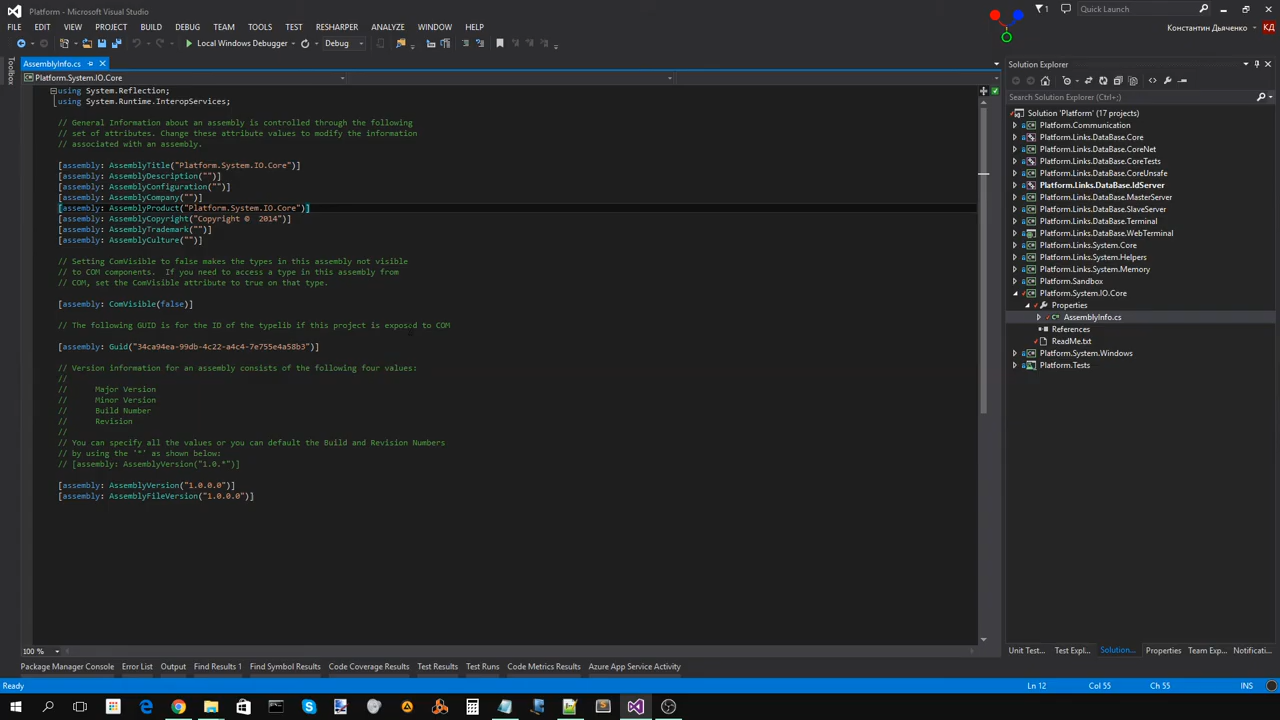 Platform - Microsoft Visual Studio
1
Quick Launch (Ctrl+Q)
FILE EDIT VIEW PROJECT BUILD DEBUG TEAM TOOLS TEST RESHARPER ANALYZE WINDOW HELP
Константин Дьяченко КД
Local Windows Debugger Debug
Toolbox
AssemblyInfo.cs
Platform.System.IO.Core
using System.Reflection;
using System.Runtime.InteropServices;
// General Information about an assembly is controlled through the following
// set of attributes. Change these attribute values to modify the information
// associated with an assembly.
[assembly: AssemblyTitle("Platform.System.IO.Core")]
[assembly: AssemblyDescription("")]
[assembly: AssemblyConfiguration("")]
[assembly: AssemblyCompany("")]
[assembly: AssemblyProduct("Platform.System.IO.Core")]
[assembly: AssemblyCopyright("Copyright ©  2014")]
[assembly: AssemblyTrademark("")]
[assembly: AssemblyCulture("")]
// Setting ComVisible to false makes the types in this assembly not visible
// to COM components.  If you need to access a type in this assembly from
// COM, set the ComVisible attribute to true on that type.
[assembly: ComVisible(false)]
// The following GUID is for the ID of the typelib if this project is exposed to COM
[assembly: Guid("34ca94ea-99db-4c22-a4c4-7e755e4a58b3")]
// Version information for an assembly consists of the following four values:
//
//      Major Version
//      Minor Version
//      Build Number
//      Revision
//
// You can specify all the values or you can default the Build and Revision Numbers
// by using the '*' as shown below:
// [assembly: AssemblyVersion("1.0.*")]
[assembly: AssemblyVersion("1.0.0.0")]
[assembly: AssemblyFileVersion("1.0.0.0")]
100 %
Solution Explorer
Search Solution Explorer (Ctrl+;)
Solution 'Platform' (17 projects)
Platform.Communication
Platform.Links.DataBase.Core
Platform.Links.DataBase.CoreNet
Platform.Links.DataBase.CoreTests
Platform.Links.DataBase.CoreUnsafe
Platform.Links.DataBase.IdServer
Platform.Links.DataBase.MasterServer
Platform.Links.DataBase.SlaveServer
Platform.Links.DataBase.Terminal
Platform.Links.DataBase.WebTerminal
Platform.Links.System.Core
Platform.Links.System.Helpers
Platform.Links.System.Memory
Platform.Sandbox
Platform.System.IO.Core
Properties
AssemblyInfo.cs
References
ReadMe.txt
Platform.System.Windows
Platform.Tests
Unit Test... Test Expl... Solution... Properties Team Exp... Notificati...
Package Manager Console Error List Output Find Results 1 Find Symbol Results Code Coverage Results Test Results Test Runs Code Metrics Results Azure App Service Activity
Ready Ln 12 Col 55 Ch 55 INS